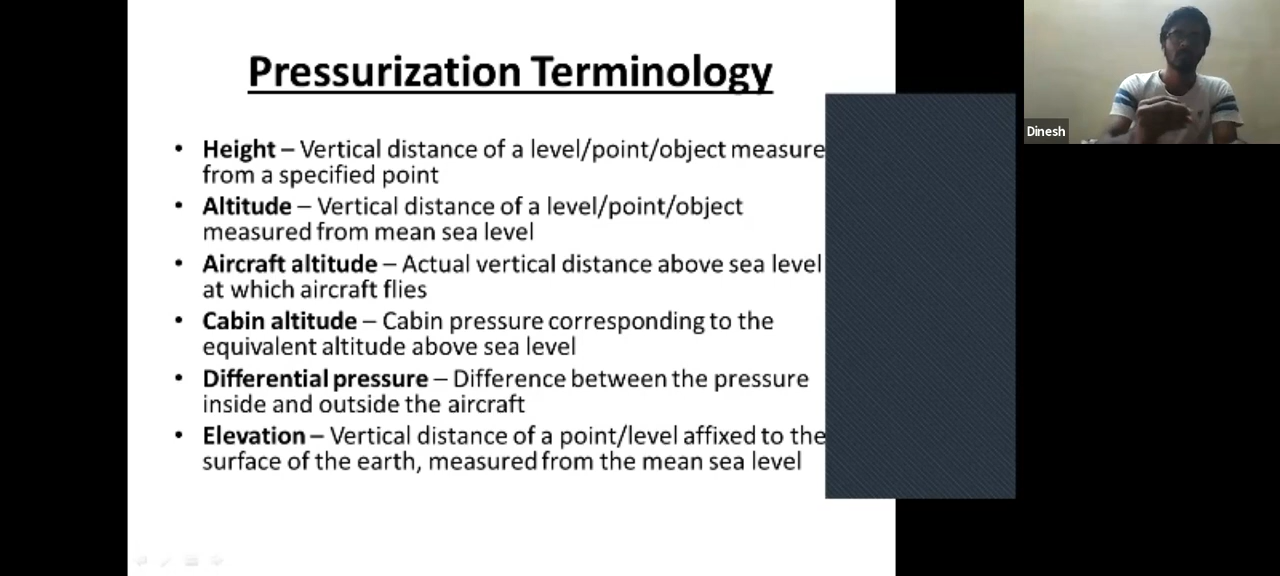 Pressurization Terminology
• Height – Vertical distance of a level/point/object measure
from a specified point
• Altitude – Vertical distance of a level/point/object
measured from mean sea level
• Aircraft altitude – Actual vertical distance above sea level
at which aircraft flies
• Cabin altitude – Cabin pressure corresponding to the
equivalent altitude above sea level
• Differential pressure – Difference between the pressure
inside and outside the aircraft
• Elevation – Vertical distance of a point/level affixed to the
surface of the earth, measured from the mean sea level
Dinesh